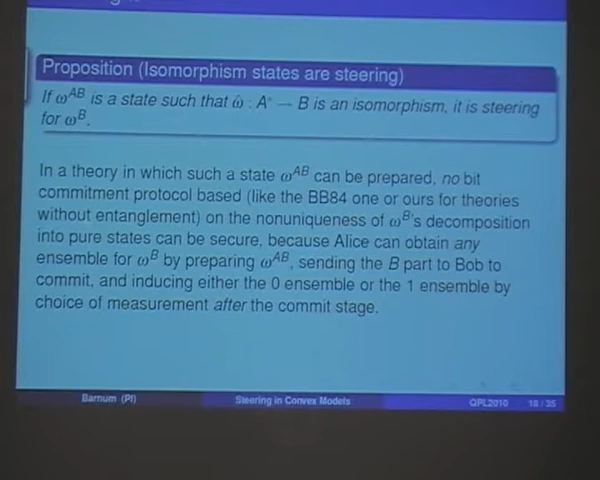 Proposition (Isomorphism states are steering)
If ω^AB is a state such that ω̂ : A* → B is an isomorphism, it is steering
for ω^B.
In a theory in which such a state ω^AB can be prepared, no bit
commitment protocol based (like the BB84 one or ours for theories
without entanglement) on the nonuniqueness of ω^B's decomposition
into pure states can be secure, because Alice can obtain any
ensemble for ω^B by preparing ω^AB, sending the B part to Bob to
commit, and inducing either the 0 ensemble or the 1 ensemble by
choice of measurement after the commit stage.
Barnum (PI) Steering in Convex Models QPL2010 18 / 35